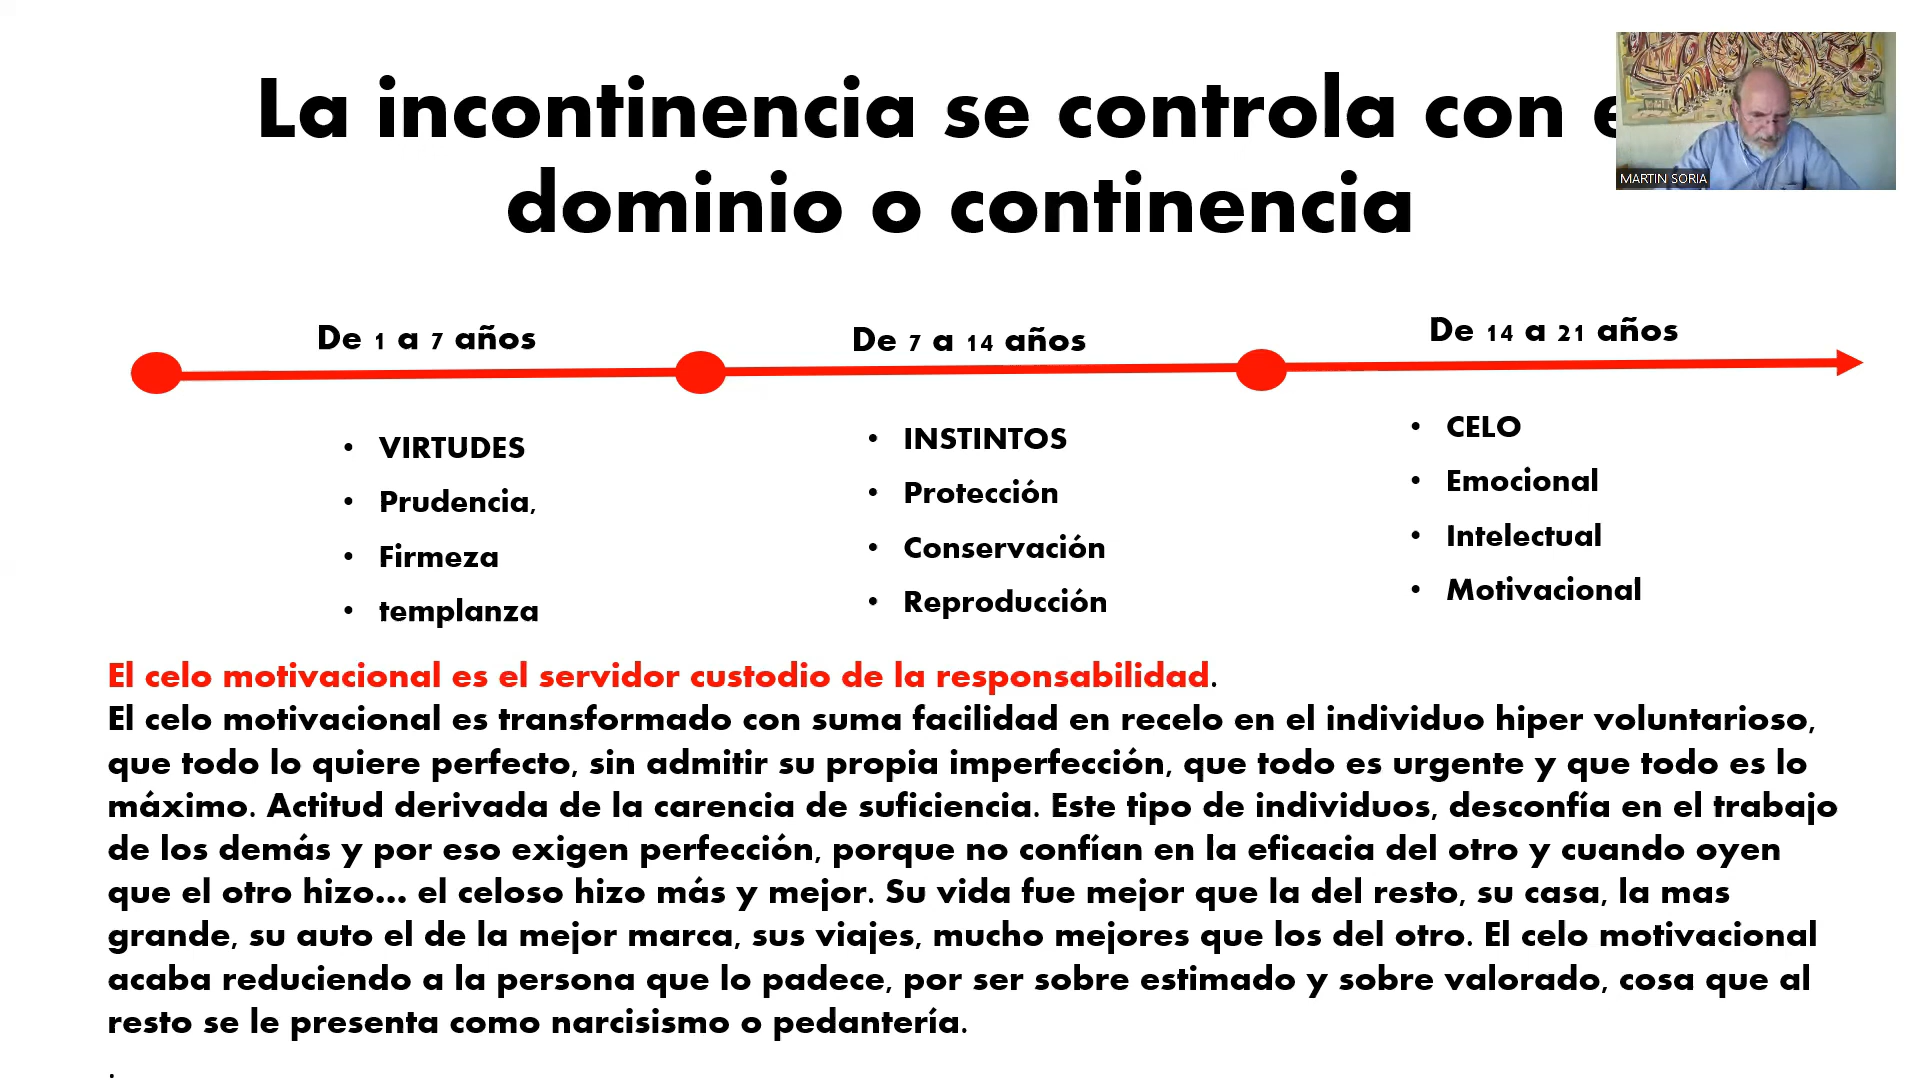 La incontinencia se controla con e
dominio o continencia
MARTIN SORIA
De 1 a 7 años
De 7 a 14 años
De 14 a 21 años
• VIRTUDES
• Prudencia,
• Firmeza
• templanza
• INSTINTOS
• Protección
• Conservación
• Reproducción
• CELO
• Emocional
• Intelectual
• Motivacional
El celo motivacional es el servidor custodio de la responsabilidad.
El celo motivacional es transformado con suma facilidad en recelo en el individuo hiper voluntarioso,
que todo lo quiere perfecto, sin admitir su propia imperfección, que todo es urgente y que todo es lo
máximo. Actitud derivada de la carencia de suficiencia. Este tipo de individuos, desconfía en el trabajo
de los demás y por eso exigen perfección, porque no confían en la eficacia del otro y cuando oyen
que el otro hizo... el celoso hizo más y mejor. Su vida fue mejor que la del resto, su casa, la mas
grande, su auto el de la mejor marca, sus viajes, mucho mejores que los del otro. El celo motivacional
acaba reduciendo a la persona que lo padece, por ser sobre estimado y sobre valorado, cosa que al
resto se le presenta como narcisismo o pedantería.
.